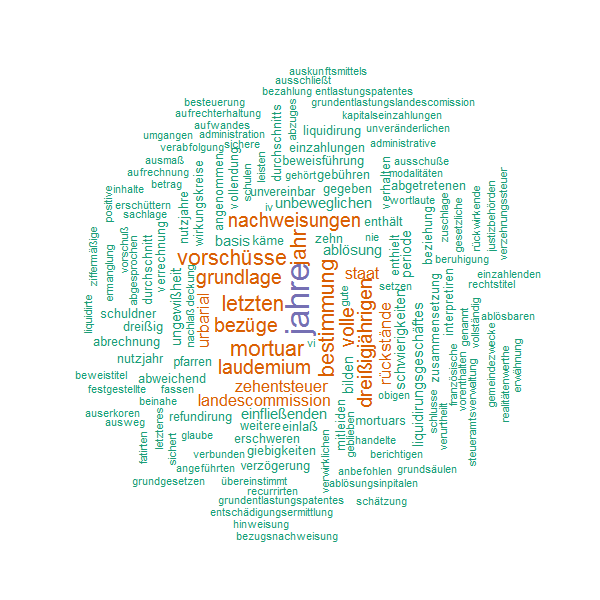 auskunftsmittels
ausschließt
bezahlung entlastungspatentes
besteuerung
grundentlastungslandescomission
aufrechterhaltung
abzuges
kapitalseinzahlungen
aufwandes
durchschnitts
liquidirung
unveränderlichen
umgangen
administration
sichere
einzahlungen
administrative
verabfolgung
vollendung
schulen
leisten
beweisführung
verhalten
ausschuße
ausmaß
wirkungskreise
angenommen
gehört
gebühren
modalitäten
aufrechnung
unvereinbar
gegeben
abgetretenen
betrag
nutzjahre
iv
unbeweglichen
wortlaute
inhalte
positive
erschüttern
sachlage
nachweisungen
enthält
beziehung
zuschlage
gesetzliche
rückwirkende
justizbehörden
verzehrungssteuer
ziffermäßige
ermanglung
vorschuß
abgesprochen
durchschnitt
verrechnung
basis
käme
jahr
zehn
nie
ablösung
enthielt
periode
beruhigung
vorschüsse
grundlage
staat
setzen
interpretiren
einzahlenden
rechtstitel
ungewißheit
nachlaß
deckung
urbarial
letzten
jahre
bestimmung
gute
volle
dreißigjährigen
rückstände
schwierigkeiten
liquidirungsgeschäftes
zusammensetzung
liquidirte
schuldner
dreißig
bezüge
obigen
genannt
vollständig
ablösbaren
abrechnung
mortuar
vi
nutzjahr
pfarren
laudemium
bilden
schlusse
verurtheilt
französische
vorenthalten
steueramtsverwaltung
gemeindezwecke
realitätenwerthe
erwähnung
beweistitel
abweichend
zehentsteuer
festgestellte
fassen
beinahe
landescommission
auserkoren
letzteres
refundirung
einfließenden
mitleiden
geblieben
mortuars
ausweg
fatirten
sichert
glaube
weitere
einlaß
erschweren
handelte
verbunden
giebigkeiten
berichtigen
angeführten
verzögerung
verwirklichen
anbefohlen
grundsäulen
grundgesetzen
übereinstimmt
ablösungsinpitalen
recurrirten
grundentlastungspatentes
schätzung
entschädigungsermittlung
hinweisung
bezugsnachweisung